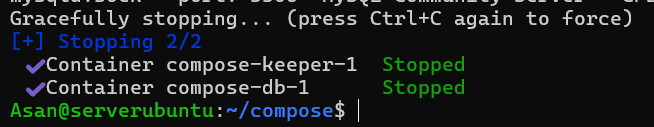 Gracefully stopping... (press Ctrl+C again to force)
[+] Stopping 2/2
✔Container compose-keeper-1 Stopped
✔Container compose-db-1 Stopped
Asan@serverubuntu:~/compose$